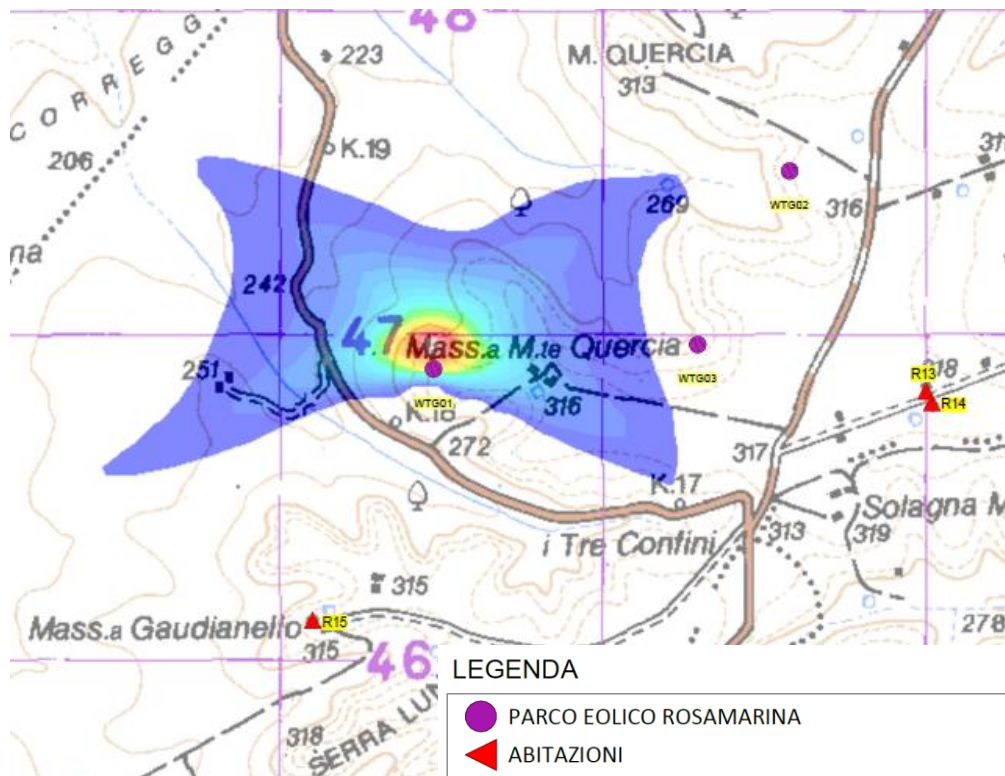 48
223
M. QUERCIA
313
CORREGG
K.19
206
31
WTG02
269
316
na
242
47
Mass.a M.te Quercia
WTG03
R13
318
251
WTG01
316
R14
K.18
272
317
K.17
Solagna M
i Tre Confini
313
319
315
R15
Mass.a Gaudianello
315
278
46
SERRA LUN
318
LEGENDA
PARCO EOLICO ROSAMARINA
ABITAZIONI